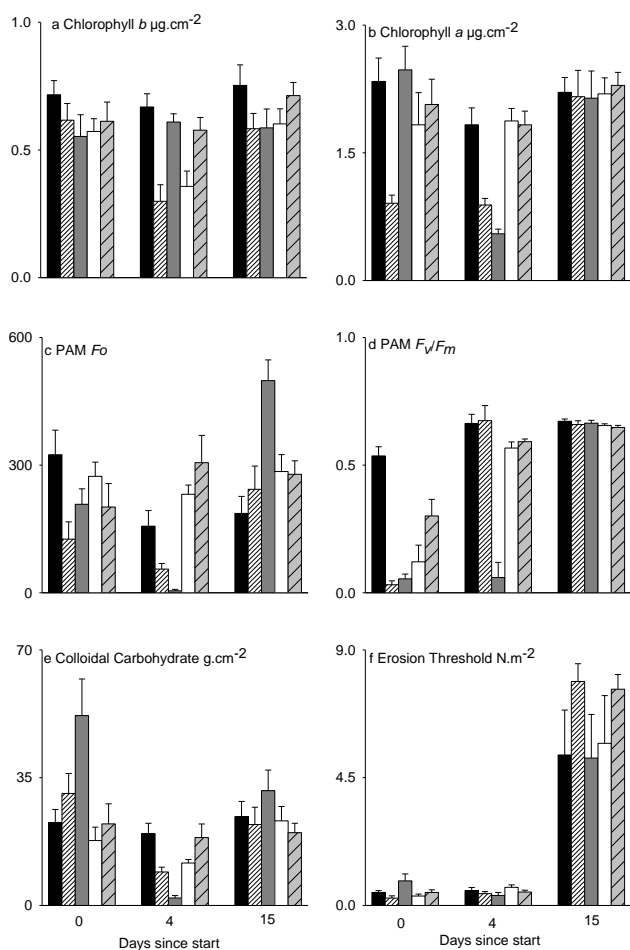 a Chlorophyll b µg.cm-2
1.0
0.5
0.0
b Chlorophyll a µg.cm-2
3.0
1.5
0.0
c PAM Fo
600
300
0
d PAM Fv/Fm
1.0
0.5
0.0
e Colloidal Carbohydrate g.cm-2
70
35
0
0 4 15
Days since start
f Erosion Threshold N.m-2
9.0
4.5
0.0
0 4 15
Days since start